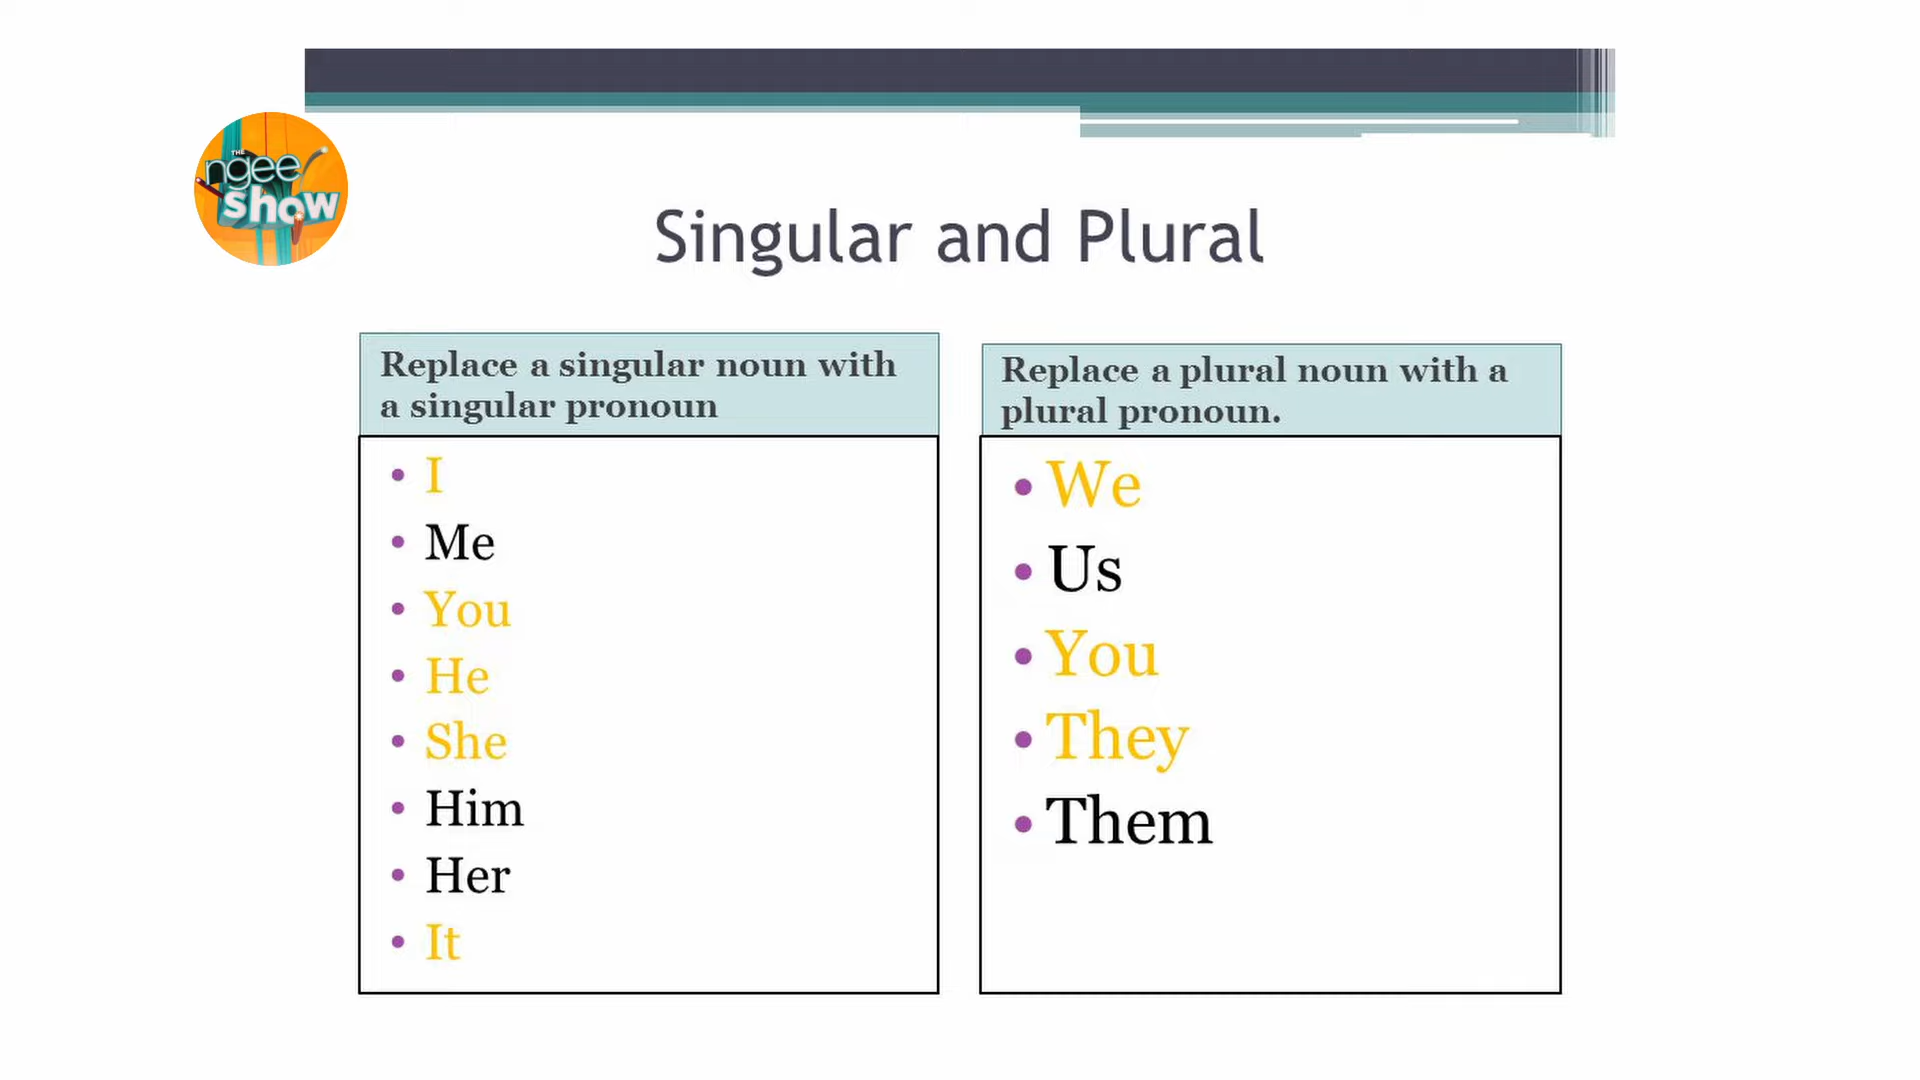 THE
ngee
show
Singular and Plural
Replace a singular noun with
a singular pronoun
• I
• Me
• You
• He
• She
• Him
• Her
• It
Replace a plural noun with a
plural pronoun.
• We
• Us
• You
• They
• Them